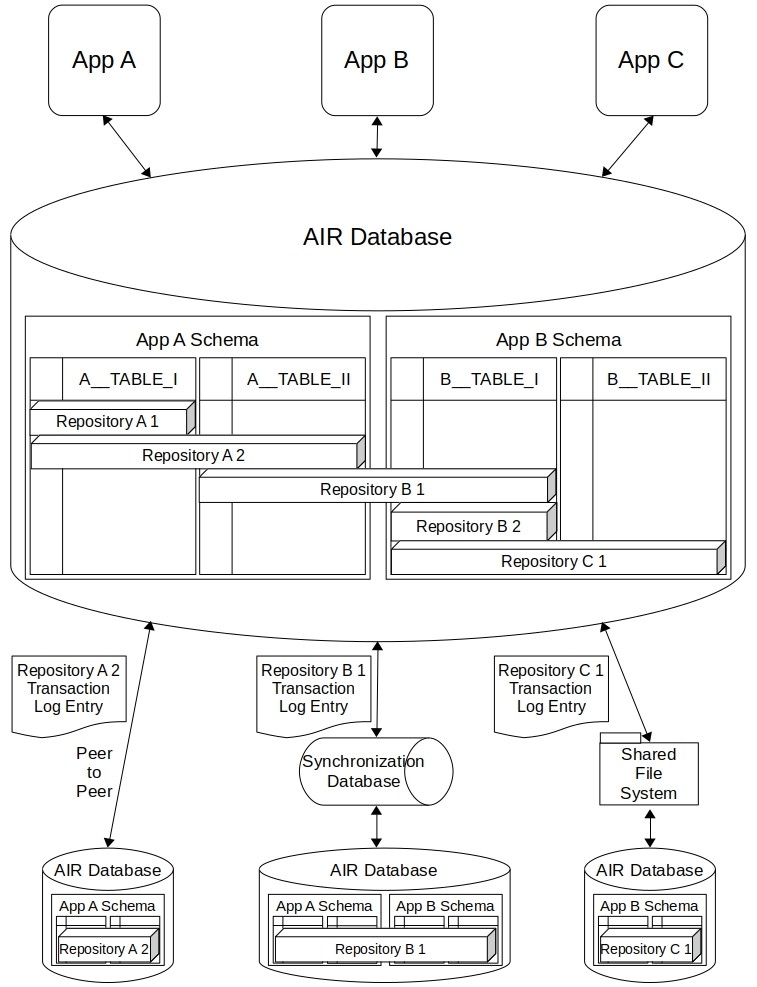 App A
App B
App C
AIR Database
App A Schema
App B Schema
A__TABLE_I
A__TABLE_II
B__TABLE_I
B__TABLE_II
Repository A 1
Repository A 2
Repository B 1
Repository B 2
Repository C 1
Repository A 2
Transaction
Log Entry
Repository B 1
Transaction
Log Entry
Repository C 1
Transaction
Log Entry
Peer
to
Peer
Synchronization
Database
Shared
File
System
AIR Database
App A Schema
Repository A 2
AIR Database
App A Schema
App B Schema
Repository B 1
AIR Database
App B Schema
Repository C 1